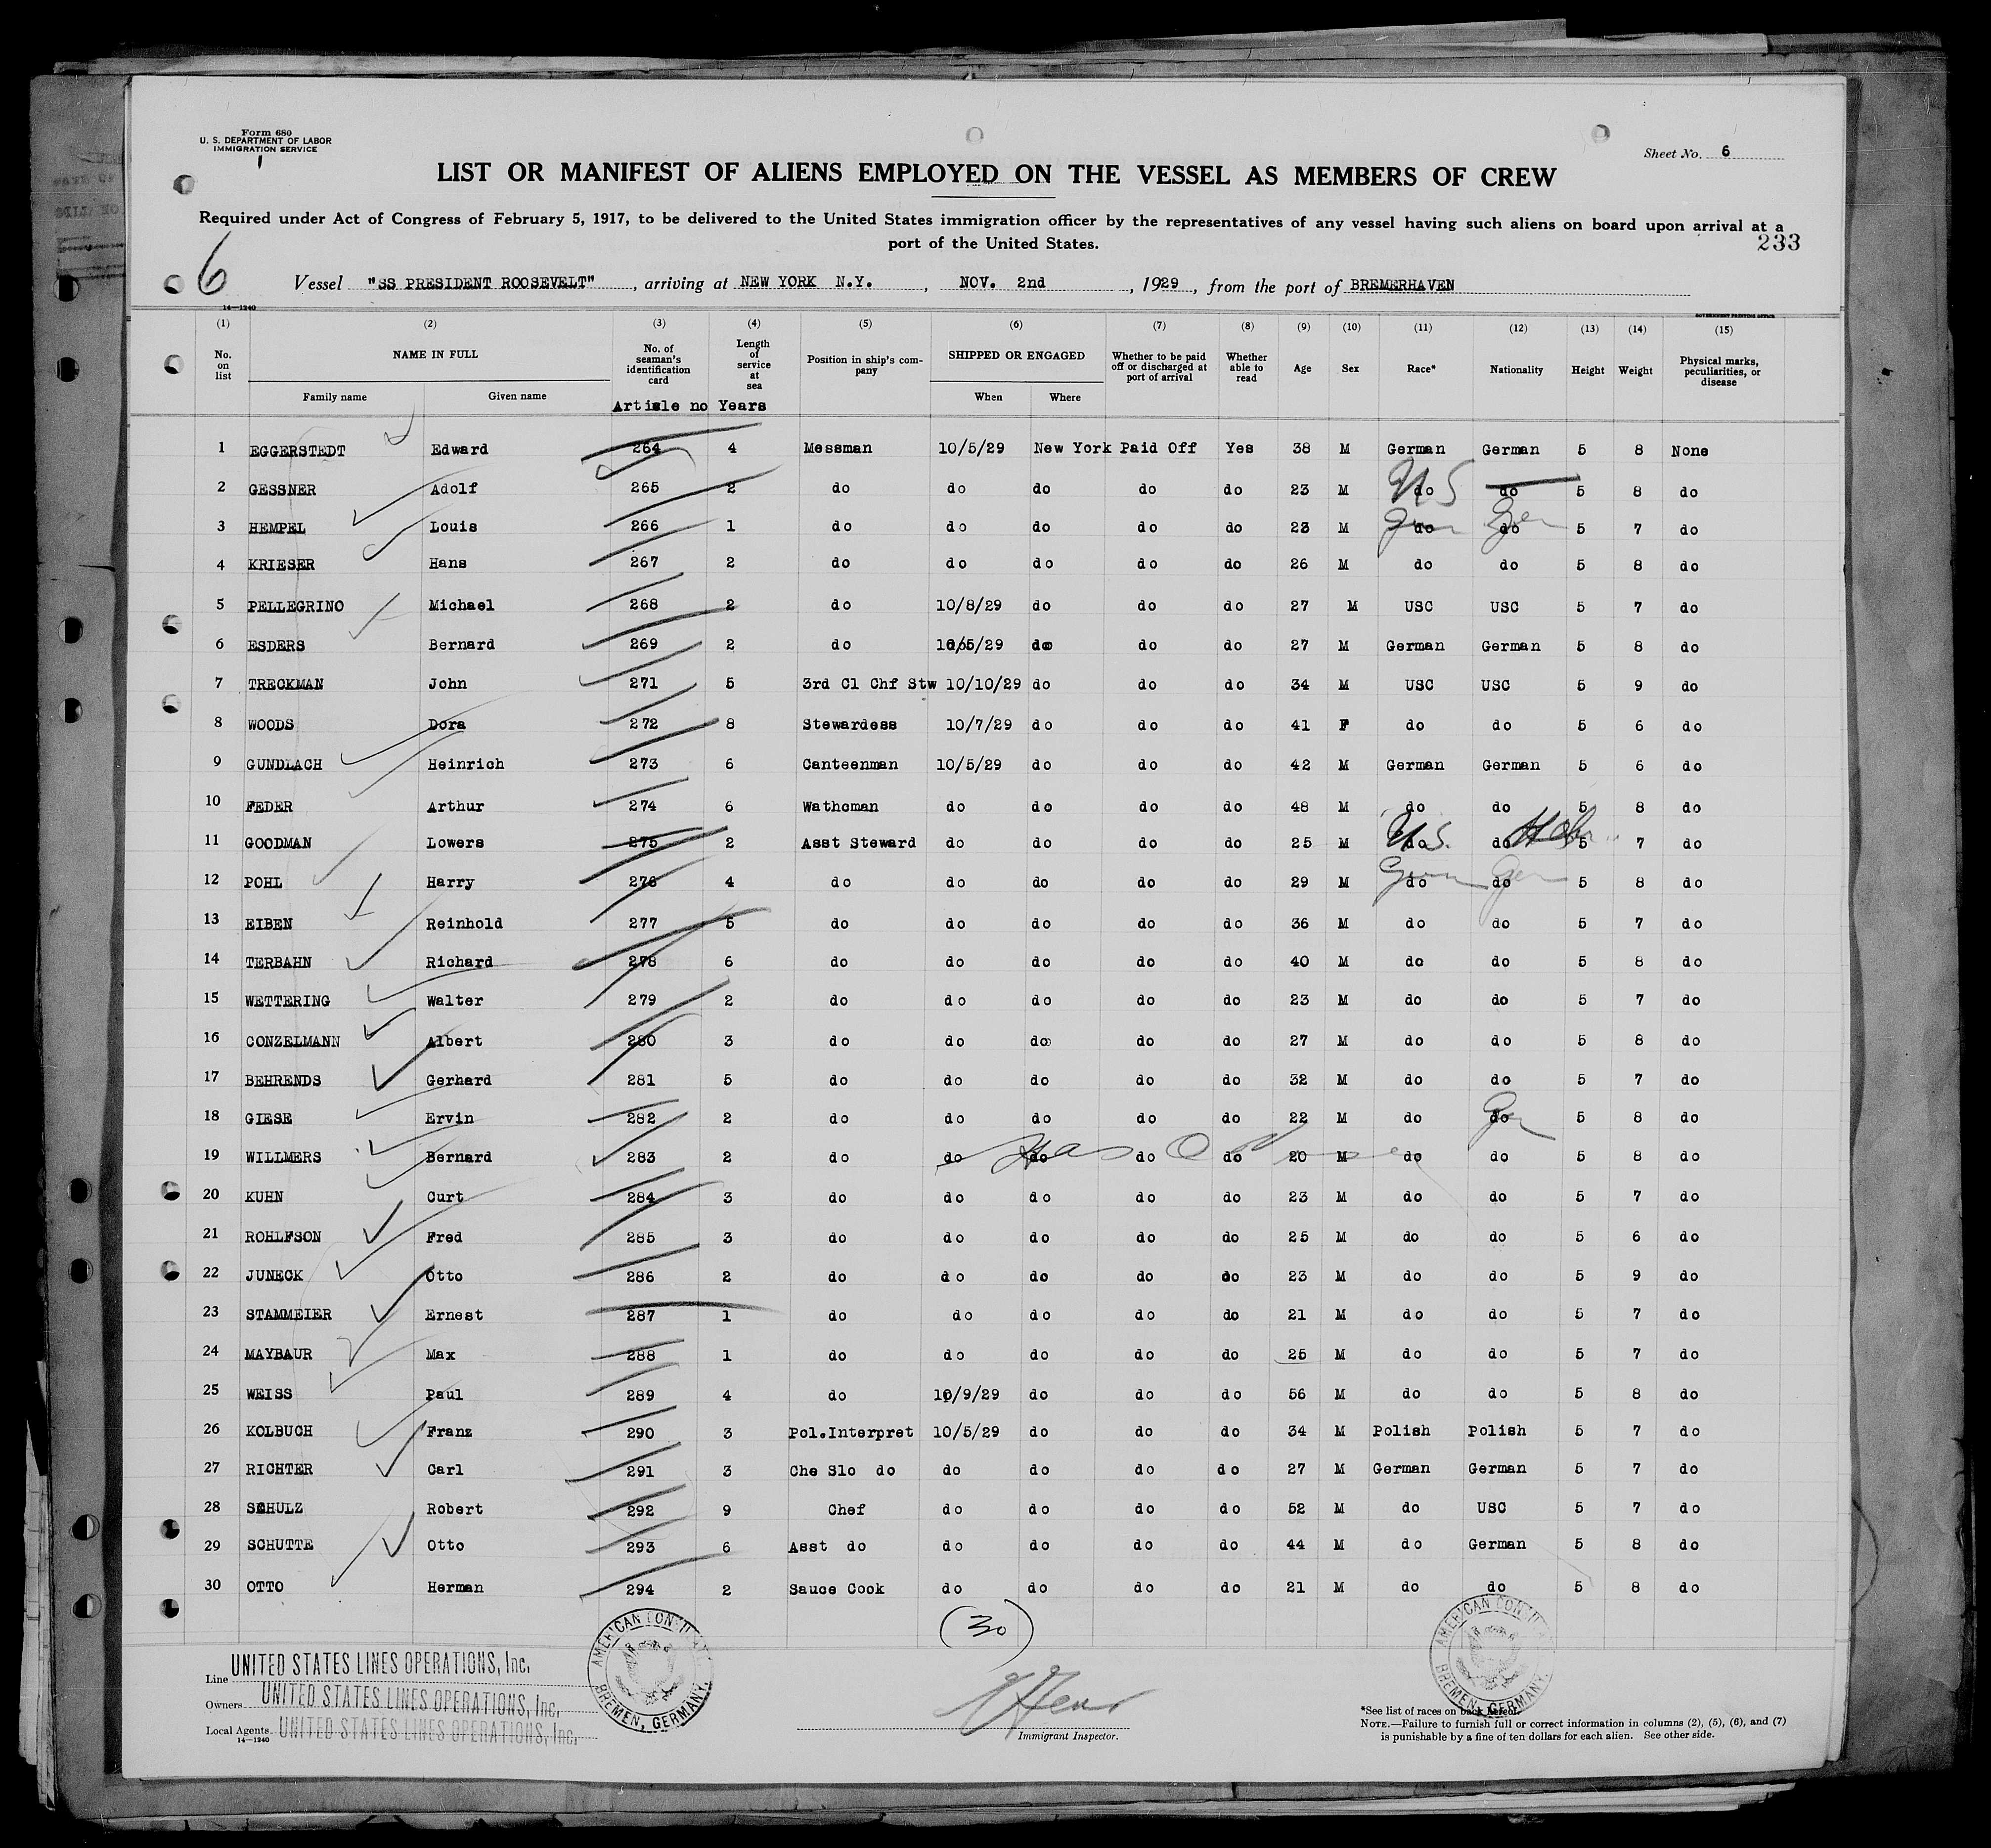 Form 680
U. S. DEPARTMENT OF LABOR
IMMIGRATION SERVICE
Sheet No. 6
LIST OR MANIFEST OF ALIENS EMPLOYED ON THE VESSEL AS MEMBERS OF CREW
Required under Act of Congress of February 5, 1917, to be delivered to the United States immigration officer by the representatives of any vessel having such aliens on board upon arrival at a
port of the United States.
233
6
Vessel "SS PRESIDENT ROOSEVELT", arriving at NEW YORK N.Y., NOV. 2nd, 1929, from the port of BREMERHAVEN
14—1240
GOVERNMENT PRINTING OFFICE
(1) (2) (3) (4) (5) (6) (7) (8) (9) (10) (11) (12) (13) (14) (15)
No. on list NAME IN FULL No. of seaman's identification card Length of service at sea Position in ship's company SHIPPED OR ENGAGED Whether to be paid off or discharged at port of arrival Whether able to read Age Sex Race* Nationality Height Weight Physical marks, peculiarities, or disease
Family name Given name Article no Years When Where
1 EGGERSTEDT Edward 264 4 Messman 10/5/29 New York Paid Off Yes 38 M German German 5 8 None
2 GESSNER Adolf 265 2 do do do do do 23 M do US do 5 8 do
3 HEMPEL Louis 266 1 do do do do do 23 M do Ger do Ger 5 7 do
4 KRIESER Hans 267 2 do do do do do 26 M do do 5 8 do
5 PELLEGRINO Michael 268 2 do 10/8/29 do do do 27 M USC USC 5 7 do
6 ESDERS Bernard 269 2 do 10/5/29 do do do 27 M German German 5 8 do
7 TRECKMAN John 271 5 3rd Cl Chf Stw 10/10/29 do do do 34 M USC USC 5 9 do
8 WOODS Dora 272 8 Stewardess 10/7/29 do do do 41 F do do 5 6 do
9 GUNDLACH Heinrich 273 6 Canteenman 10/5/29 do do do 42 M German German 5 6 do
10 FEDER Arthur 274 6 Wathcman do do do do 48 M do do 5 8 do
11 GOODMAN Lowers 275 2 Asst Steward do do do do 25 M do U.S. do 5 7 do
12 POHL Harry 276 4 do do do do do 29 M do Ger do Ger 5 8 do
13 EIBEN Reinhold 277 5 do do do do do 36 M do do 5 7 do
14 TERBAHN Richard 278 6 do do do do do 40 M do do 5 8 do
15 WETTERING Walter 279 2 do do do do do 23 M do do 5 7 do
16 CONZELMANN Albert 280 3 do do do do do 27 M do do 5 8 do
17 BEHRENDS Gerhard 281 5 do do do do do 32 M do do 5 7 do
18 GIESE Ervin 282 2 do do do do do 22 M do do Ger 5 8 do
19 WILLMERS Bernard 283 2 do do do do do 20 M do do 5 8 do
20 KUHN Curt 284 3 do do do do do 23 M do do 5 7 do
21 ROHLFSON Fred 285 3 do do do do do 25 M do do 5 6 do
22 JUNECK Otto 286 2 do do do do do 23 M do do 5 9 do
23 STAMMEIER Ernest 287 1 do do do do do 21 M do do 5 7 do
24 MAYBAUR Max 288 1 do do do do do 25 M do do 5 7 do
25 WEISS Paul 289 4 do 10/9/29 do do do 56 M do do 5 8 do
26 KOLBUCH Franz 290 3 Pol.Interpret 10/5/29 do do do 34 M Polish Polish 5 7 do
27 RICHTER Carl 291 3 Che Slo do do do do do 27 M German German 5 7 do
28 SCHULZ Robert 292 9 Chef do do do do 52 M do USC 5 7 do
29 SCHUTTE Otto 293 6 Asst do do do do do 44 M do German 5 8 do
30 OTTO Herman 294 2 Sauce Cook do do do do 21 M do do 5 8 do
(30)
AMERICAN CONSULATE BREMEN, GERMANY.
AMERICAN CONSULATE BREMEN, GERMANY.
Line UNITED STATES LINES OPERATIONS, Inc.
Owners UNITED STATES LINES OPERATIONS, Inc.
Local Agents UNITED STATES LINES OPERATIONS, Inc.
14—1240
Immigrant Inspector.
*See list of races on back hereof.
NOTE.—Failure to furnish full or correct information in columns (2), (5), (6), and (7)
is punishable by a fine of ten dollars for each alien. See other side.